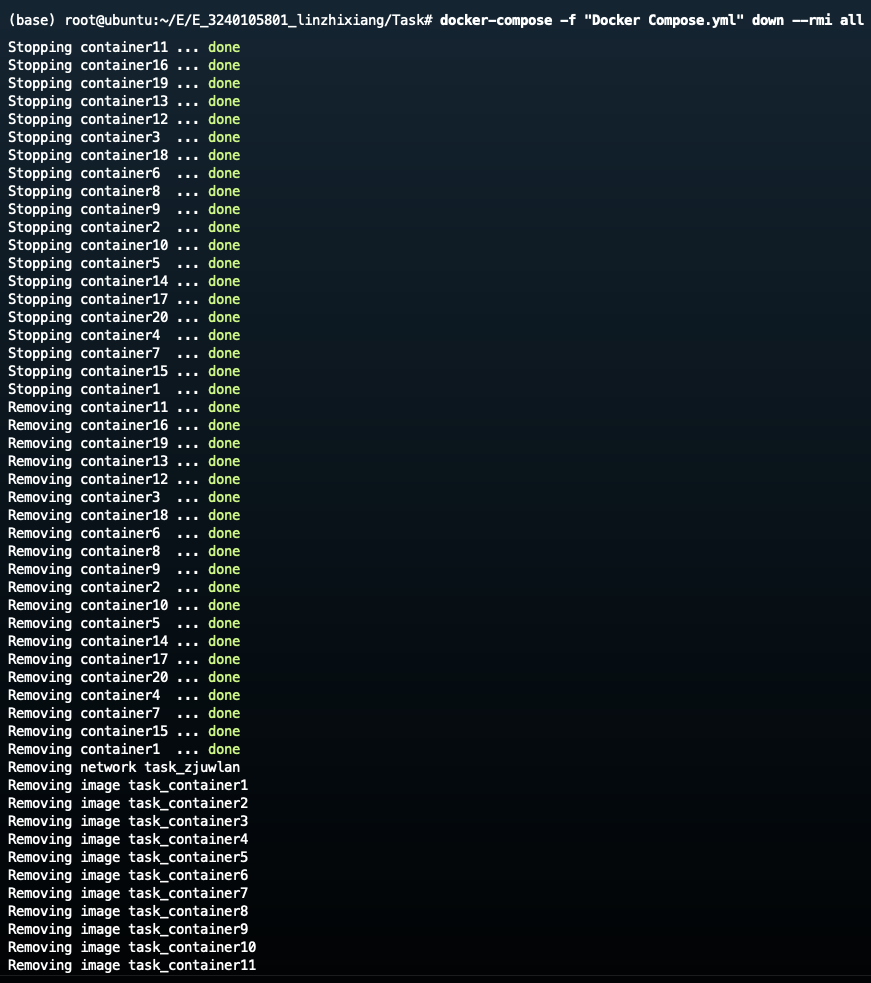 (base) root@ubuntu:~/E/E_3240105801_linzhixiang/Task# docker-compose -f "Docker Compose.yml" down --rmi all
Stopping container11 ... done
Stopping container16 ... done
Stopping container19 ... done
Stopping container13 ... done
Stopping container12 ... done
Stopping container3  ... done
Stopping container18 ... done
Stopping container6  ... done
Stopping container8  ... done
Stopping container9  ... done
Stopping container2  ... done
Stopping container10 ... done
Stopping container5  ... done
Stopping container14 ... done
Stopping container17 ... done
Stopping container20 ... done
Stopping container4  ... done
Stopping container7  ... done
Stopping container15 ... done
Stopping container1  ... done
Removing container11 ... done
Removing container16 ... done
Removing container19 ... done
Removing container13 ... done
Removing container12 ... done
Removing container3  ... done
Removing container18 ... done
Removing container6  ... done
Removing container8  ... done
Removing container9  ... done
Removing container2  ... done
Removing container10 ... done
Removing container5  ... done
Removing container14 ... done
Removing container17 ... done
Removing container20 ... done
Removing container4  ... done
Removing container7  ... done
Removing container15 ... done
Removing container1  ... done
Removing network task_zjuwlan
Removing image task_container1
Removing image task_container2
Removing image task_container3
Removing image task_container4
Removing image task_container5
Removing image task_container6
Removing image task_container7
Removing image task_container8
Removing image task_container9
Removing image task_container10
Removing image task_container11